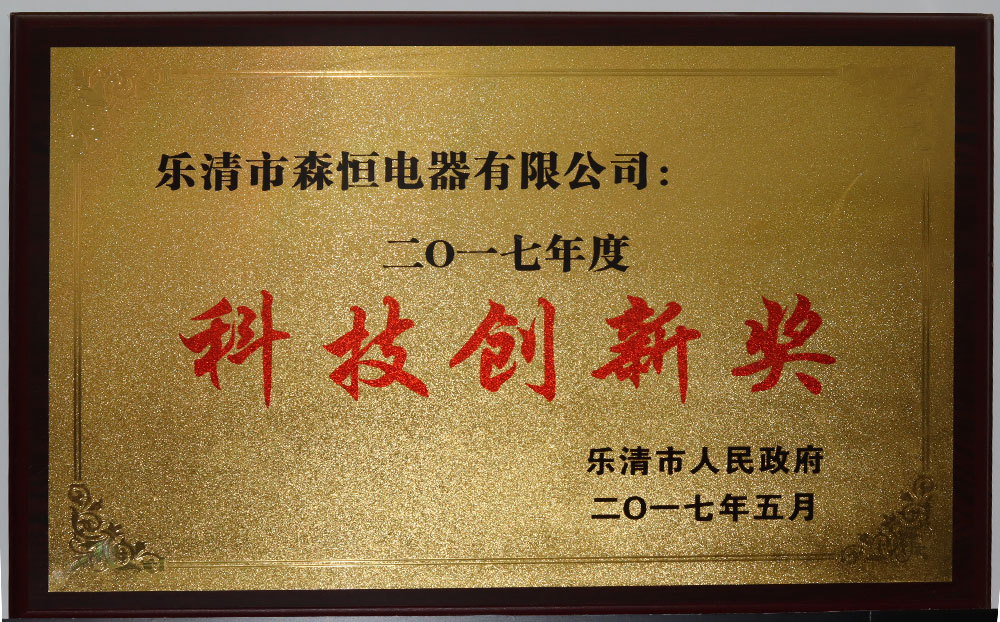 乐清市森恒电器有限公司：
二O一七年度
科技创新奖
乐清市人民政府
二O一七年五月